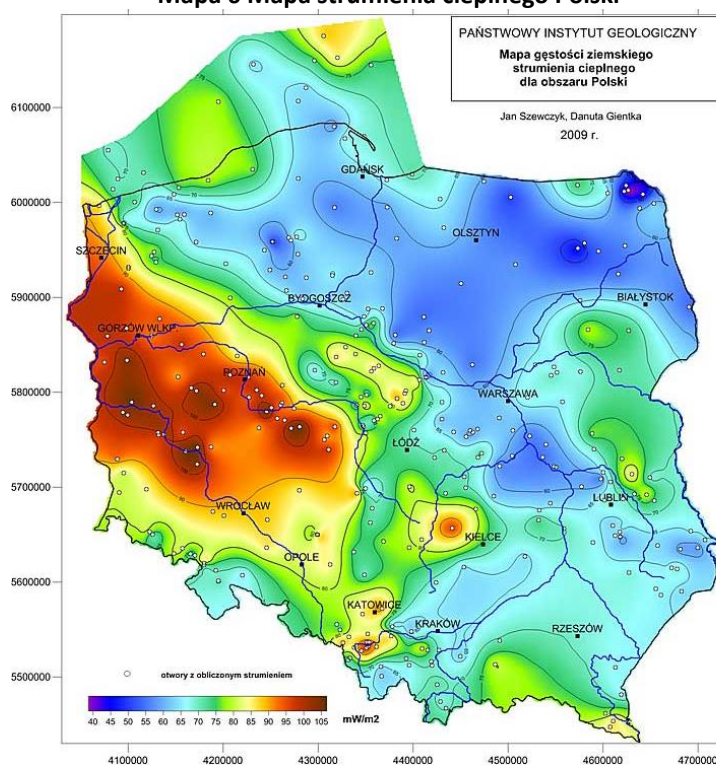 Mapa 6 Mapa strumienia cieplnego Polski
PAŃSTWOWY INSTYTUT GEOLOGICZNY
Mapa gęstości ziemskiego
strumienia cieplnego
dla obszaru Polski
Jan Szewczyk, Danuta Gientka
2009 r.
6100000
6000000
5900000
5800000
5700000
5600000
5500000
GDAŃSK
OLSZTYN
SZCZECIN
BYDGOSZCZ
BIAŁYSTOK
GORZÓW WLKP
POZNAŃ
WARSZAWA
ŁÓDŹ
LUBLIN
WROCŁAW
KIELCE
OPOLE
KATOWICE
KRAKÓW
RZESZÓW
otwory z obliczonym strumieniem
40 45 50 55 60 65 70 75 80 85 90 95 100 105
mW/m2
4100000 4200000 4300000 4400000 4500000 4600000 4700000